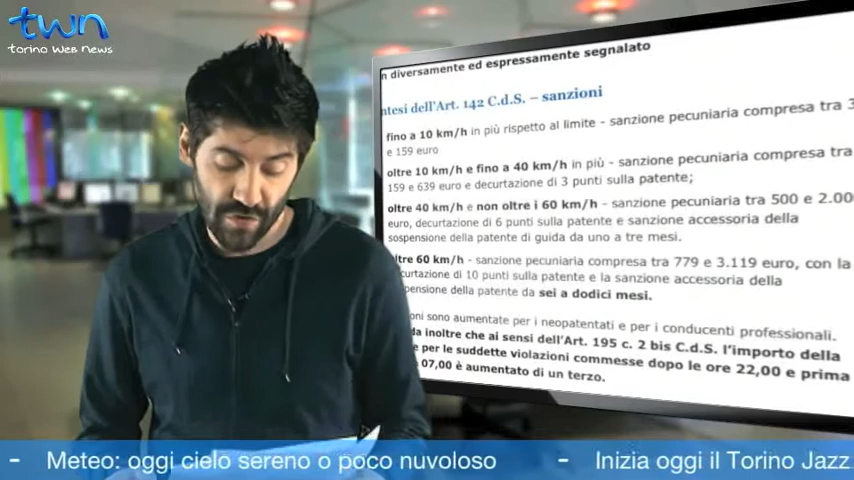 twn
torino web news
n diversamente ed espressamente segnalato
ntesi dell'Art. 142 C.d.S. – sanzioni
fino a 10 km/h in più rispetto al limite - sanzione pecuniaria compresa tra 3
e 159 euro
oltre 10 km/h e fino a 40 km/h in più - sanzione pecuniaria compresa tra
159 e 639 euro e decurtazione di 3 punti sulla patente;
oltre 40 km/h e non oltre i 60 km/h - sanzione pecuniaria tra 500 e 2.00
euro, decurtazione di 6 punti sulla patente e sanzione accessoria della
sospensione della patente di guida da uno a tre mesi.
ltre 60 km/h - sanzione pecuniaria compresa tra 779 e 3.119 euro, con la
curtazione di 10 punti sulla patente e la sanzione accessoria della
pensione della patente da sei a dodici mesi.
oni sono aumentate per i neopatentati e per i conducenti professionali.
da inoltre che ai sensi dell'Art. 195 c. 2 bis C.d.S. l'importo della
e per le suddette violazioni commesse dopo le ore 22,00 e prima
07,00 è aumentato di un terzo.
- Meteo: oggi cielo sereno o poco nuvoloso - Inizia oggi il Torino Jazz